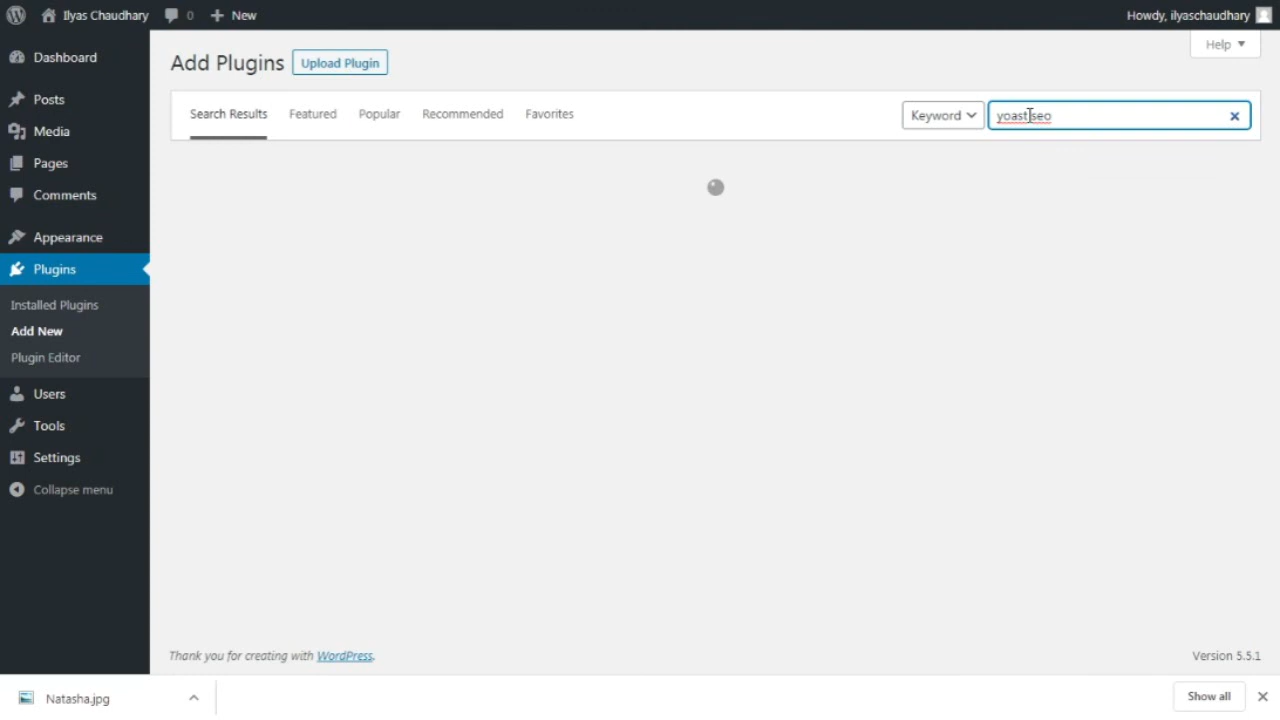 Ilyas Chaudhary 0 New Howdy, ilyaschaudhary
Help
Add Plugins Upload Plugin
Search Results Featured Popular Recommended Favorites Keyword yoast seo
Dashboard
Posts
Media
Pages
Comments
Appearance
Plugins
Installed Plugins
Add New
Plugin Editor
Users
Tools
Settings
Collapse menu
Thank you for creating with WordPress. Version 5.5.1
Natasha.jpg Show all